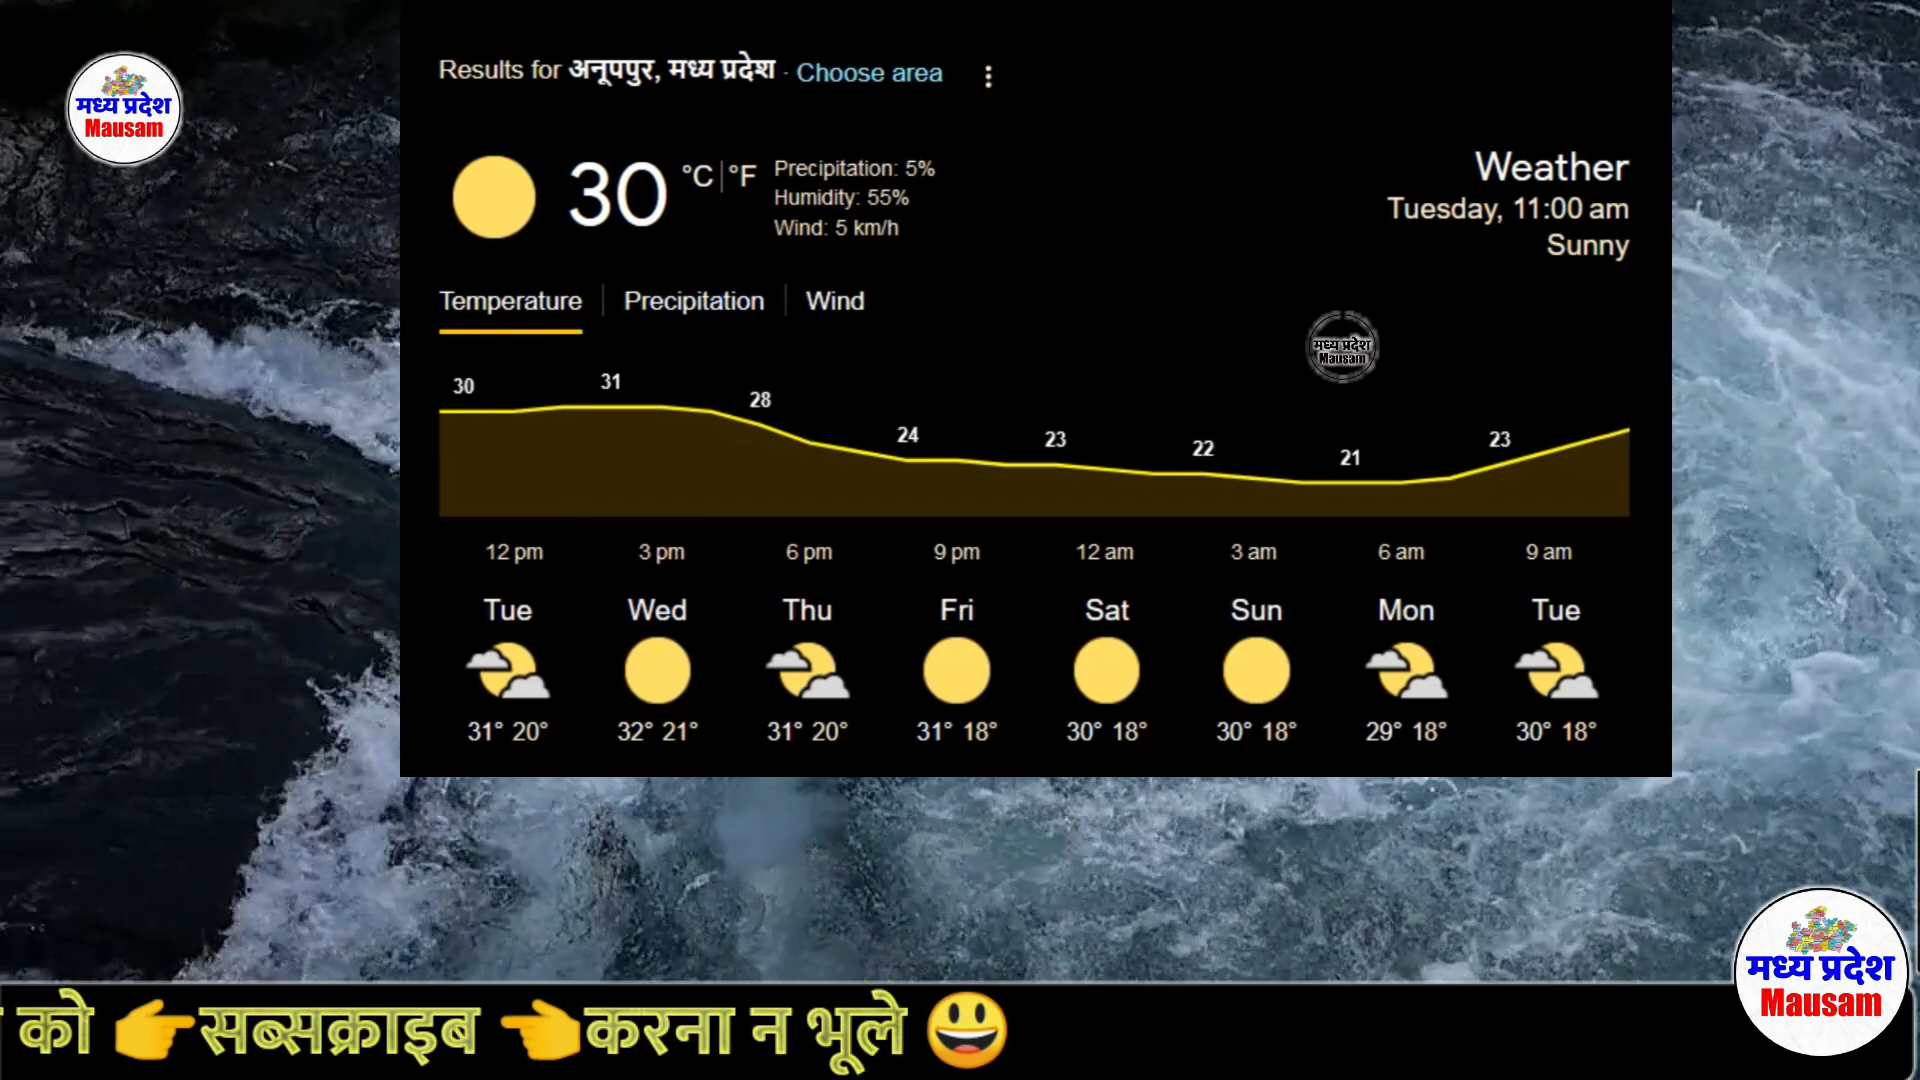 मध्य प्रदेश
Mausam
Results for अनूपपुर, मध्य प्रदेश · Choose area
30 °C | °F
Precipitation: 5%
Humidity: 55%
Wind: 5 km/h
Weather
Tuesday, 11:00 am
Sunny
Temperature Precipitation Wind
मध्य प्रदेश
Mausam
30 31 28 24 23 22 21 23
12 pm 3 pm 6 pm 9 pm 12 am 3 am 6 am 9 am
Tue Wed Thu Fri Sat Sun Mon Tue
31° 20° 32° 21° 31° 20° 31° 18° 30° 18° 30° 18° 29° 18° 30° 18°
को 👉सब्सक्राइब 👈करना न भूले 😃
मध्य प्रदेश
Mausam